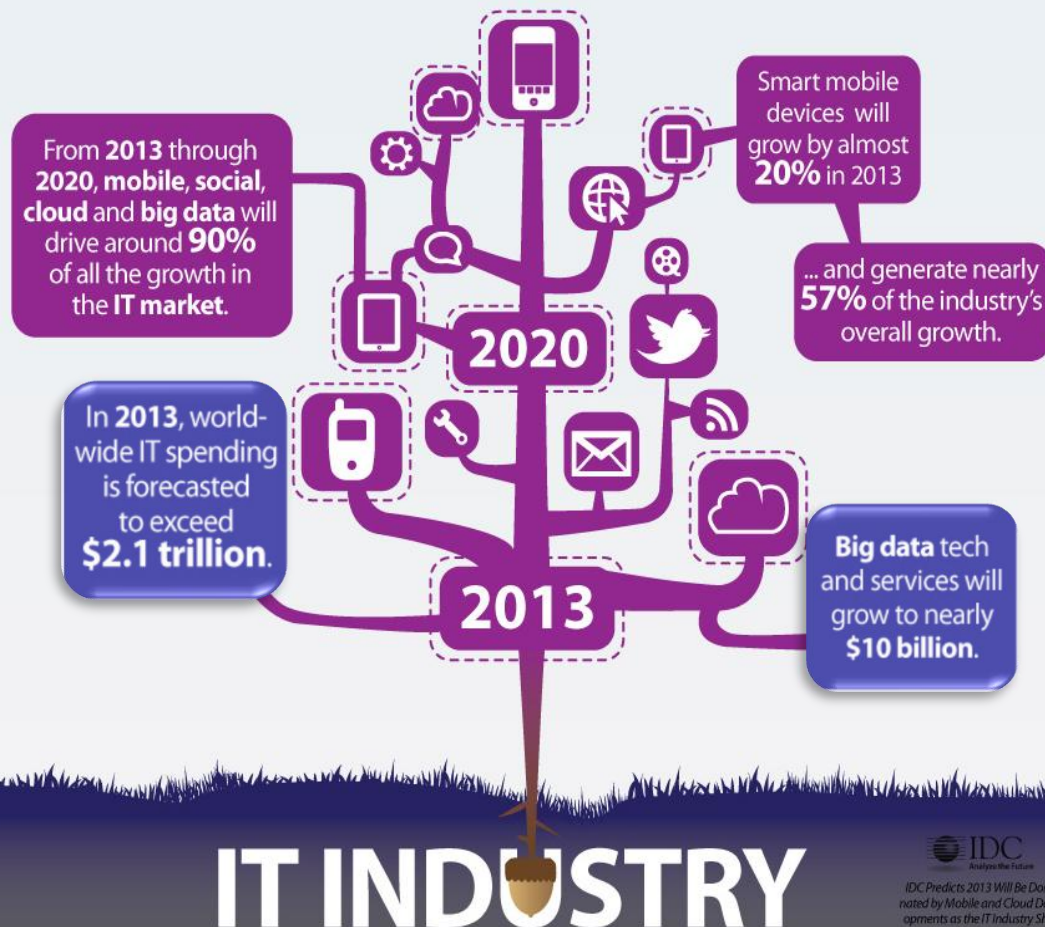 From 2013 through
2020, mobile, social,
cloud and big data will
drive around 90%
of all the growth in
the IT market.
Smart mobile
devices will
grow by almost
20% in 2013
... and generate nearly
57% of the industry's
overall growth.
2020
In 2013, world-
wide IT spending
is forecasted
to exceed
$2.1 trillion.
Big data tech
and services will
grow to nearly
$10 billion.
2013
IT INDUSTRY
IDC
Analyze the Future
IDC Predicts 2013 Will Be
nated by Mobile and Cloud
opments as the IT Industry